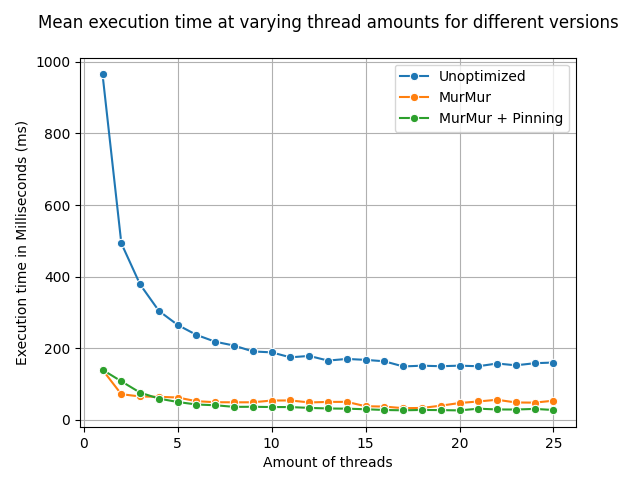 Mean execution time at varying thread amounts for different versions
1000
800
600
400
200
0
Execution time in Milliseconds (ms)
Unoptimized
MurMur
MurMur + Pinning
0 5 10 15 20 25
Amount of threads